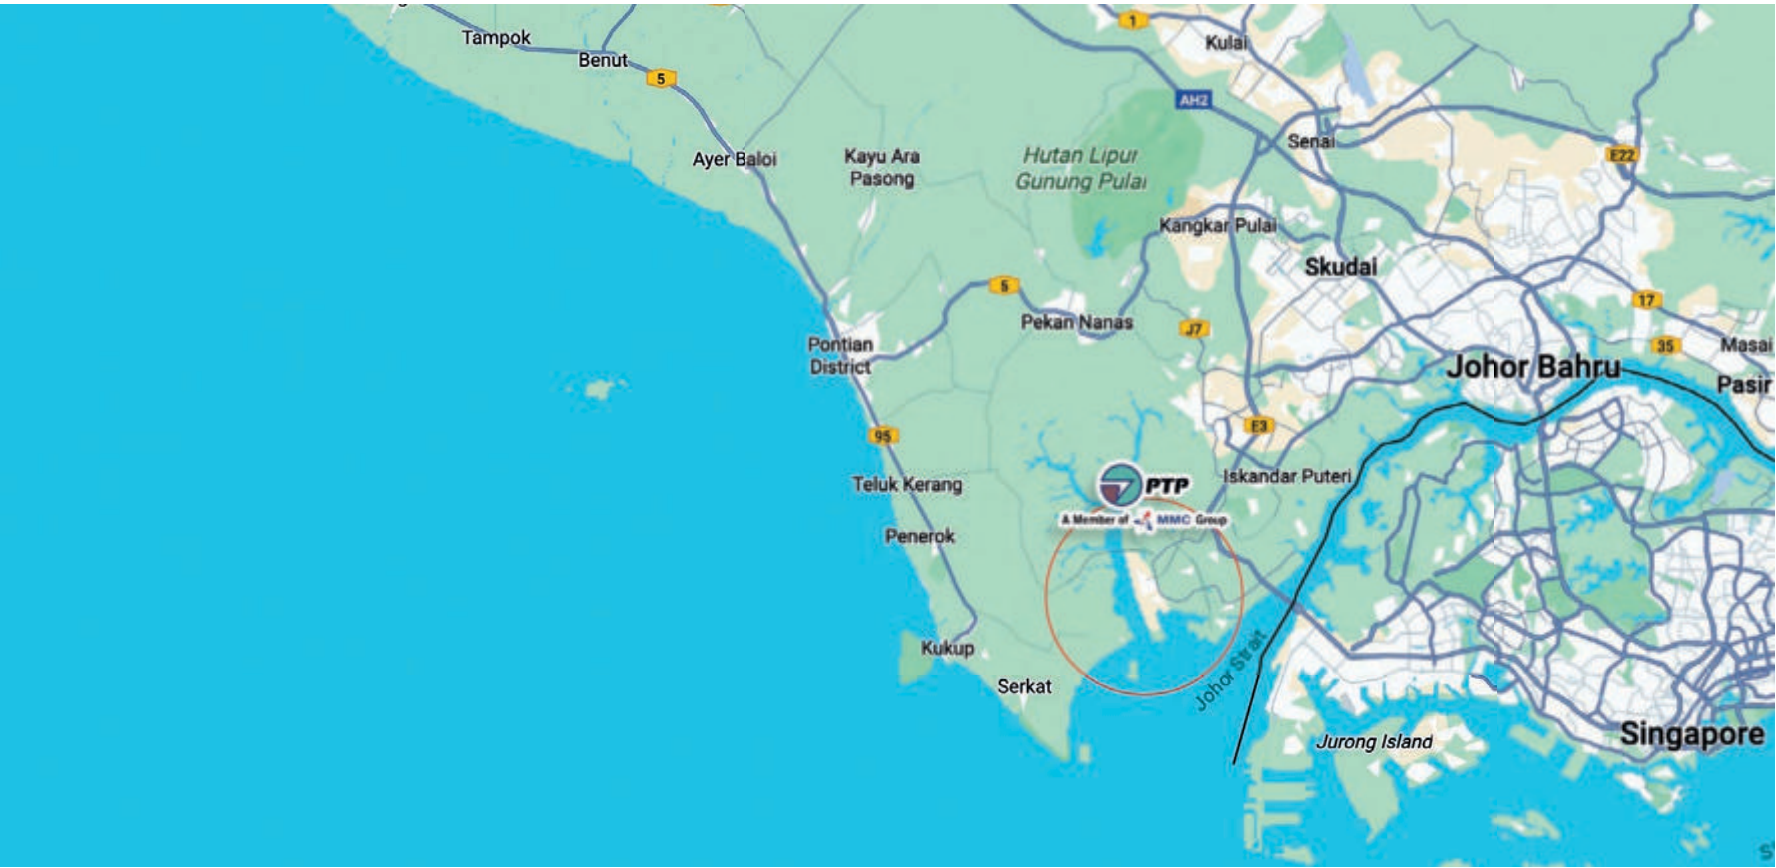 Tampok
Benut
5
1
Kulai
AH2
Senai
E22
Ayer Baloi
Kayu Ara
Pasong
Hutan Lipur
Gunung Pulai
Kangkar Pulai
Skudai
5
Pekan Nanas
J7
17
35
Masai
Pontian
District
Johor Bahru
Pasir
95
E3
Teluk Kerang
PTP
A Member of MMC Group
Iskandar Puteri
Penerok
Kukup
Serkat
Johor Strait
Jurong Island
Singapore